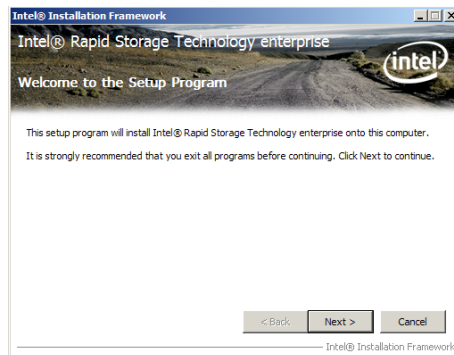 Intel® Installation Framework
Intel® Rapid Storage Technology enterprise
intel
Welcome to the Setup Program
This setup program will install Intel® Rapid Storage Technology enterprise onto this computer.
It is strongly recommended that you exit all programs before continuing. Click Next to continue.
< Back
Next >
Cancel
Intel® Installation Framework